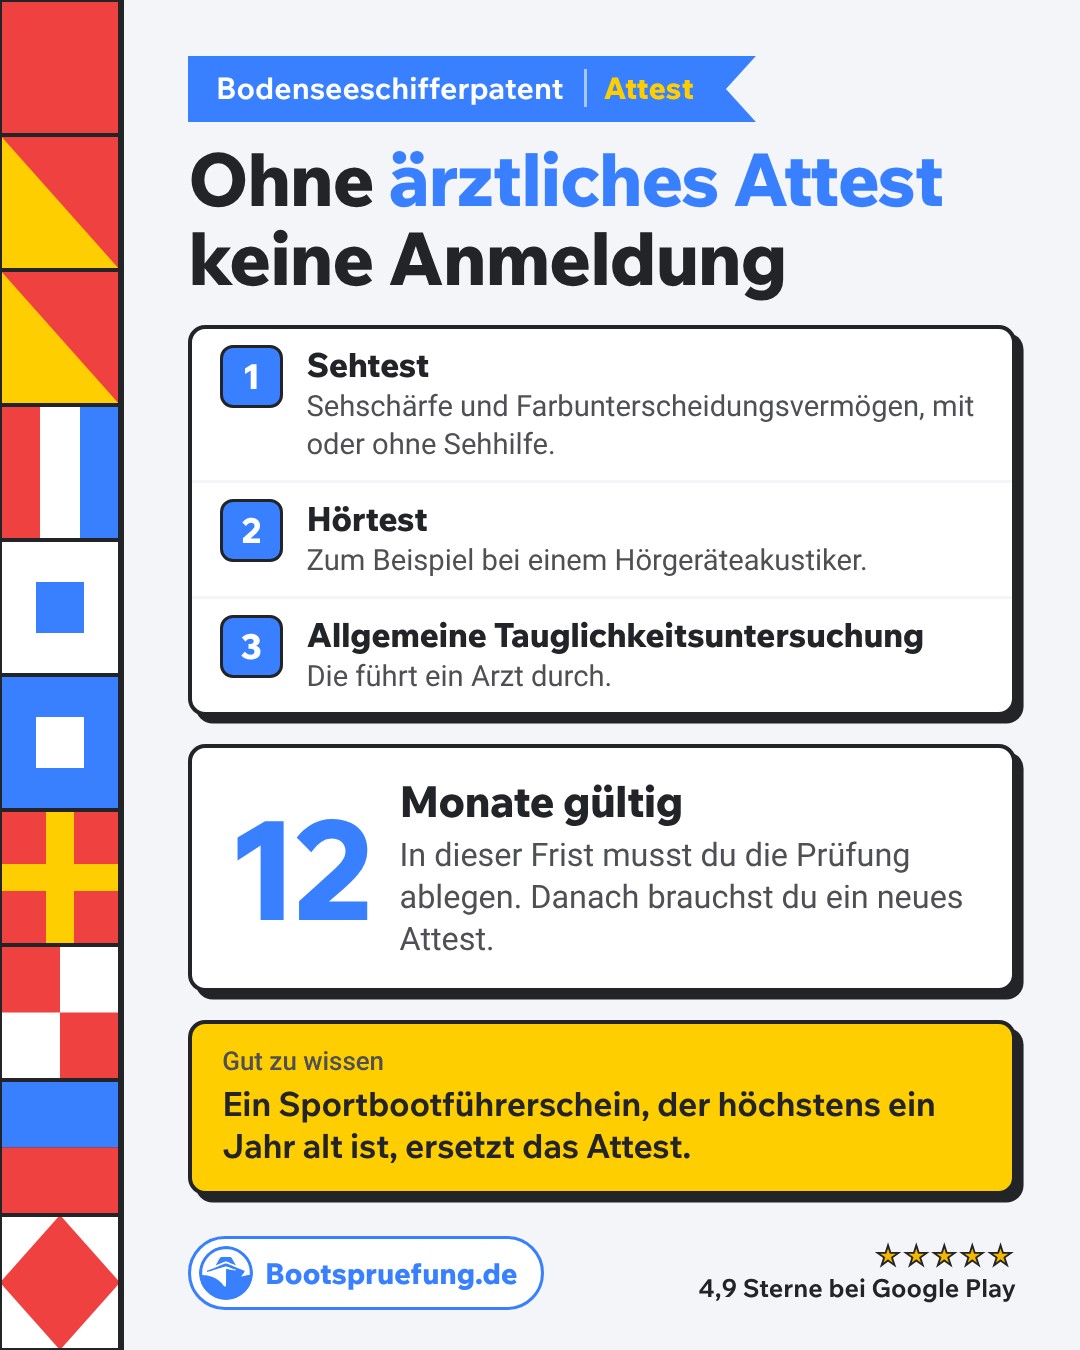 Bodenseeschifferpatent | Attest
Ohne ärztliches Attest
keine Anmeldung
1 Sehtest
Sehschärfe und Farbunterscheidungsvermögen, mit
oder ohne Sehhilfe.
2 Hörtest
Zum Beispiel bei einem Hörgeräteakustiker.
3 Allgemeine Tauglichkeitsuntersuchung
Die führt ein Arzt durch.
12
Monate gültig
In dieser Frist musst du die Prüfung
ablegen. Danach brauchst du ein neues
Attest.
Gut zu wissen
Ein Sportbootführerschein, der höchstens ein
Jahr alt ist, ersetzt das Attest.
Bootspruefung.de
★★★★★
4,9 Sterne bei Google Play